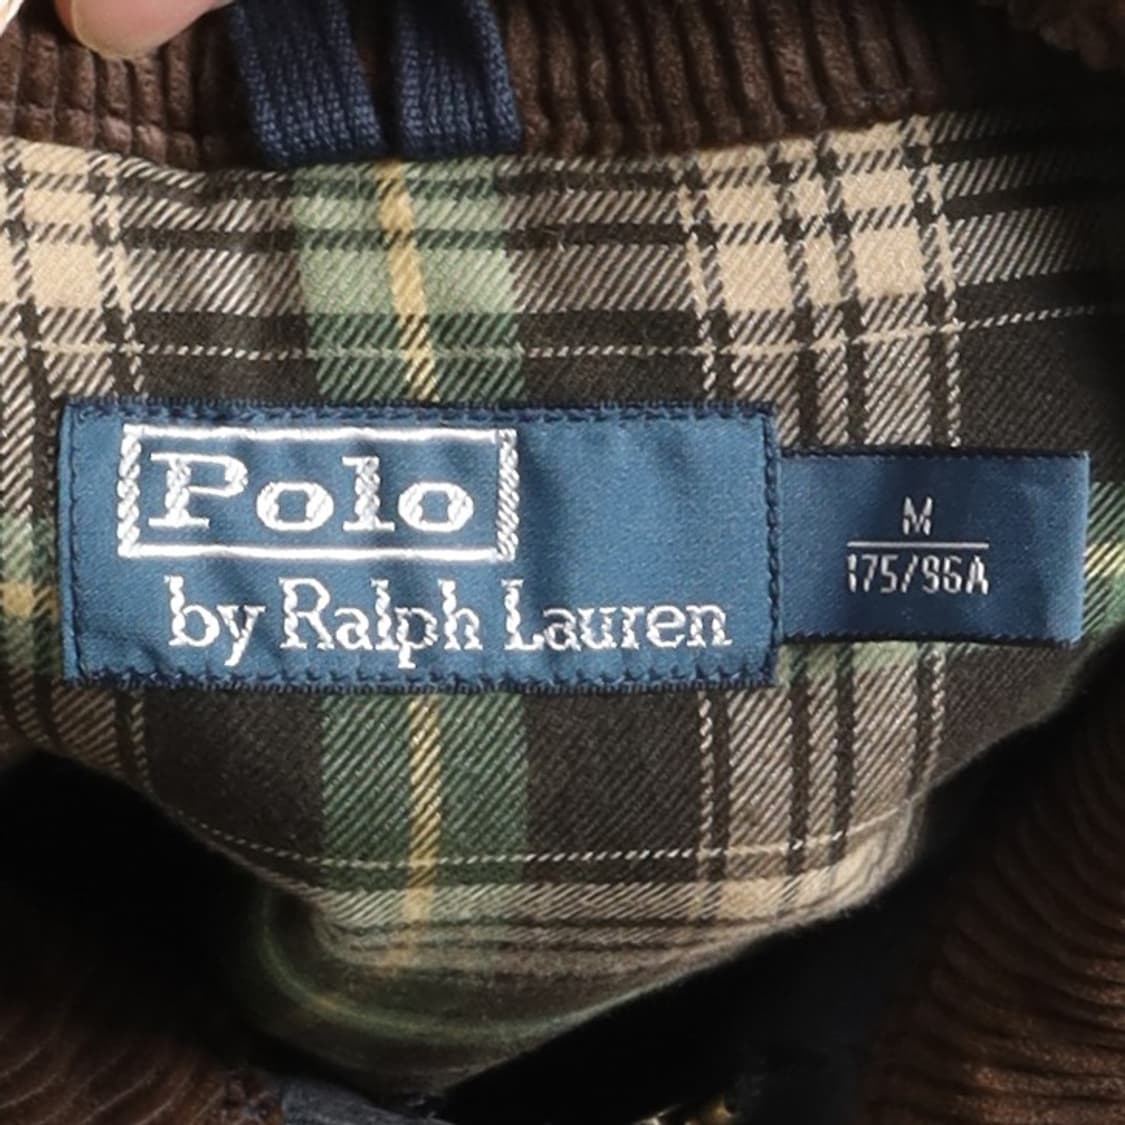 Polo
by Ralph Lauren
M
175/96A